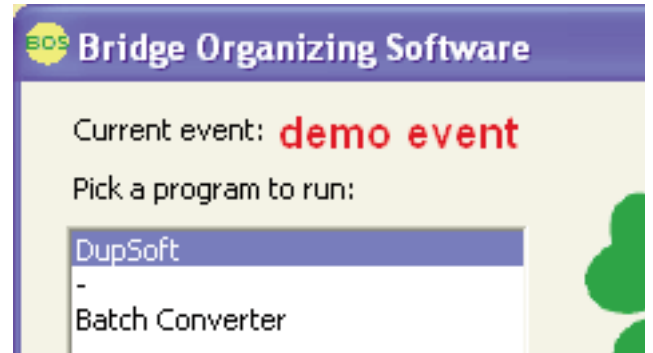 BOS Bridge Organizing Software
Current event: demo event
Pick a program to run:
DupSoft
-
Batch Converter